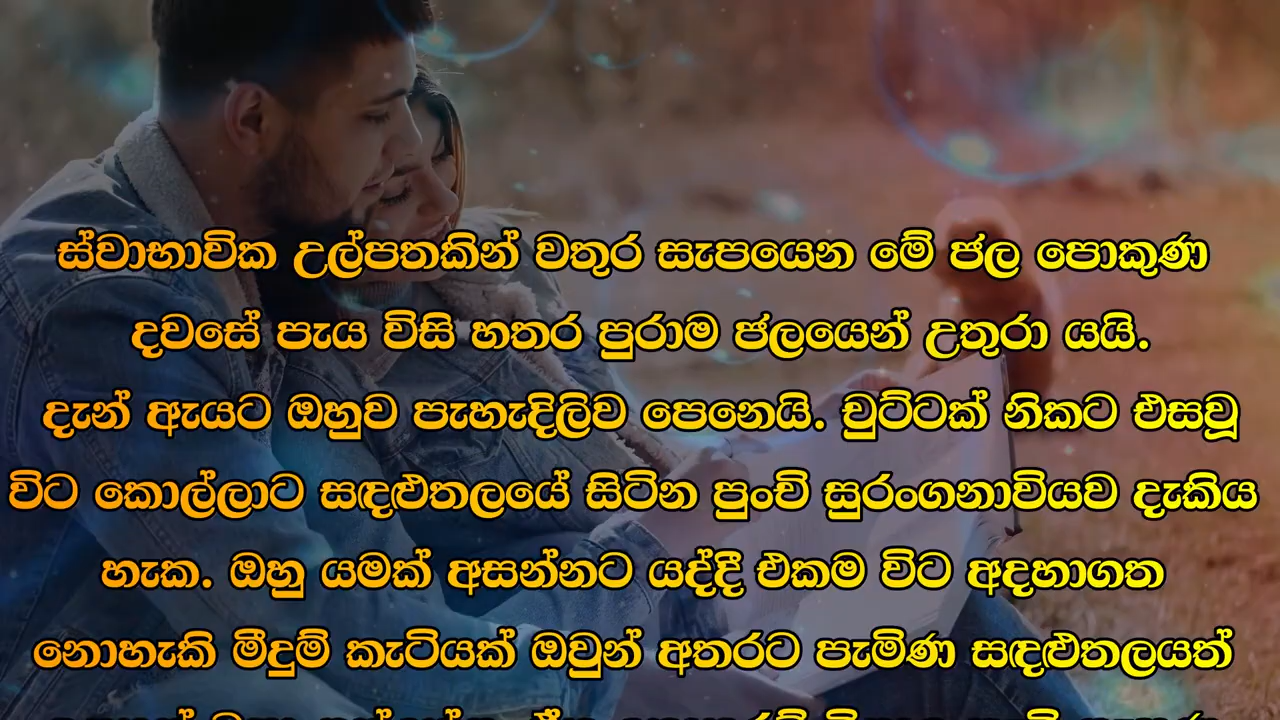 ස්වාභාවික උල්පතකින් වතුර සැපයෙන මේ ජල පොකුණ
දවසේ පැය විසි හතර පුරාම ජලයෙන් උතුරා යයි.
දැන් ඇයට ඔහුව පැහැදිලිව පෙනෙයි. චුට්ටක් නිකට එසවූ
විට කොල්ලාට සඳළුතලයේ සිටින පුංචි සුරංගනාවියව දැකිය
හැක. ඔහු යමක් අසන්නට යද්දී එකම විට අදහාගත
නොහැකි මීදුම් කැටියක් ඔවුන් අතරට පැමිණ සඳළුතලයත්